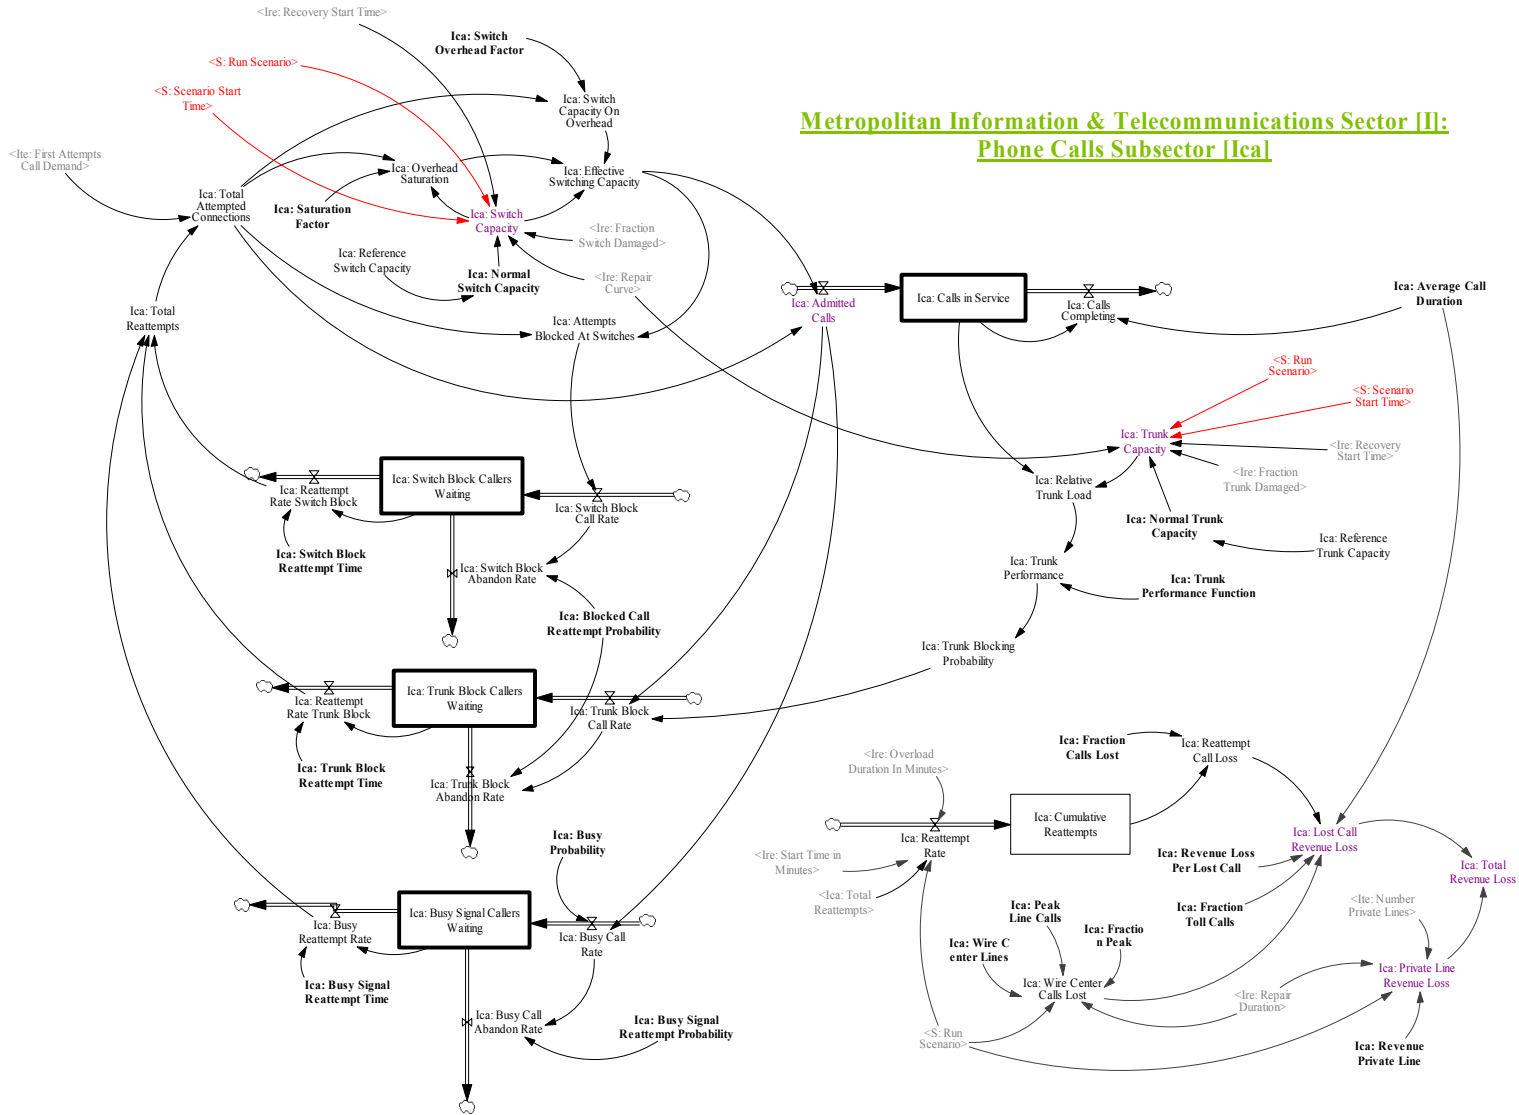 <Ire: Recovery Start Time>
Ica: Switch
Overhead Factor
<S: Run Scenario>
<S: Scenario Start
Time>
Ica: Switch
Capacity On
Overhead
Metropolitan Information & Telecommunications Sector [I]:
Phone Calls Subsector [Ica]
<Ite: First Attempts
Call Demand>
Ica: Overhead
Saturation
Ica: Effective
Switching Capacity
Ica: Total
Attempted
Connections
Ica: Saturation
Factor
Ica: Switch
Capacity
<Ire: Fraction
Switch Damaged>
Ica: Reference
Switch Capacity
Ica: Normal
Switch Capacity
<Ire: Repair
Curve>
Ica: Total
Reattempts
Ica: Attempts
Blocked At Switches
Ica: Admitted
Calls
Ica: Calls in Service
Ica: Calls
Completing
Ica: Average Call
Duration
<S: Run
Scenario>
<S: Scenario
Start Time>
Ica: Trunk
Capacity
<Ire: Recovery
Start Time>
<Ire: Fraction
Trunk Damaged>
Ica: Relative
Trunk Load
Ica: Normal Trunk
Capacity
Ica: Reference
Trunk Capacity
Ica: Switch Block Callers
Waiting
Ica: Reattempt
Rate Switch Block
Ica: Switch Block
Call Rate
Ica: Switch Block
Reattempt Time
Ica: Switch Block
Abandon Rate
Ica: Trunk
Performance
Ica: Trunk
Performance Function
Ica: Blocked Call
Reattempt Probability
Ica: Trunk Blocking
Probability
Ica: Trunk Block Callers
Waiting
Ica: Reattempt
Rate Trunk Block
Ica: Trunk Block
Call Rate
Ica: Trunk Block
Reattempt Time
Ica: Trunk Block
Abandon Rate
<Ire: Overload
Duration In Minutes>
Ica: Fraction
Calls Lost
Ica: Reattempt
Call Loss
Ica: Cumulative
Reattempts
Ica: Reattempt
Rate
Ica: Lost Call
Revenue Loss
Ica: Busy
Probability
<Ire: Start Time in
Minutes>
<Ica: Total
Reattempts>
Ica: Revenue Loss
Per Lost Call
Ica: Total
Revenue Loss
Ica: Fraction
Toll Calls
<Ite: Number
Private Lines>
Ica: Busy Signal Callers
Waiting
Ica: Busy
Reattempt Rate
Ica: Busy Call
Rate
Ica: Peak
Line Calls
Ica: Fractio
n Peak
Ica: Wire C
enter Lines
Ica: Private Line
Revenue Loss
Ica: Busy Signal
Reattempt Time
Ica: Wire Center
Calls Lost
<Ire: Repair
Duration>
Ica: Busy Call
Abandon Rate
Ica: Busy Signal
Reattempt Probability
<S: Run
Scenario>
Ica: Revenue
Private Line